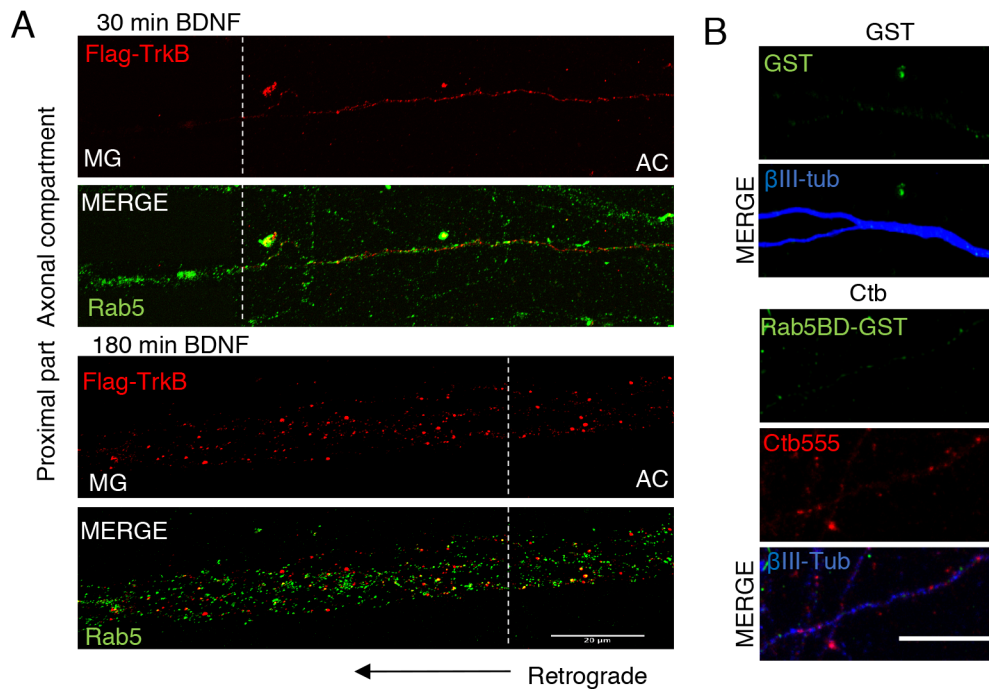 A
30 min BDNF
Flag-TrkB
MG
AC
MERGE
Rab5
180 min BDNF
Flag-TrkB
MG
AC
MERGE
Rab5
20 µm
Retrograde
Proximal part Axonal compartment
B
GST
GST
βIII-tub
MERGE
Ctb
Rab5BD-GST
Ctb555
βIII-Tub
MERGE